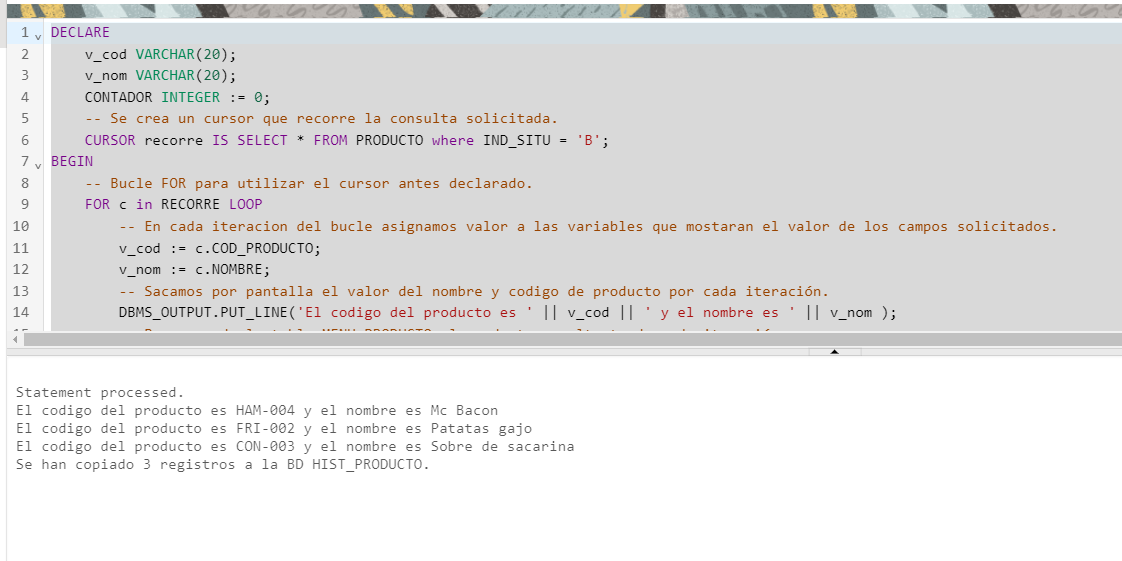 1 DECLARE
2 v_cod VARCHAR(20);
3 v_nom VARCHAR(20);
4 CONTADOR INTEGER := 0;
5 -- Se crea un cursor que recorre la consulta solicitada.
6 CURSOR recorre IS SELECT * FROM PRODUCTO where IND_SITU = 'B';
7 BEGIN
8 -- Bucle FOR para utilizar el cursor antes declarado.
9 FOR c in RECORRE LOOP
10 -- En cada iteracion del bucle asignamos valor a las variables que mostaran el valor de los campos solicitados.
11 v_cod := c.COD_PRODUCTO;
12 v_nom := c.NOMBRE;
13 -- Sacamos por pantalla el valor del nombre y codigo de producto por cada iteración.
14 DBMS_OUTPUT.PUT_LINE('El codigo del producto es ' || v_cod || ' y el nombre es ' || v_nom );
Statement processed.
El codigo del producto es HAM-004 y el nombre es Mc Bacon
El codigo del producto es FRI-002 y el nombre es Patatas gajo
El codigo del producto es CON-003 y el nombre es Sobre de sacarina
Se han copiado 3 registros a la BD HIST_PRODUCTO.